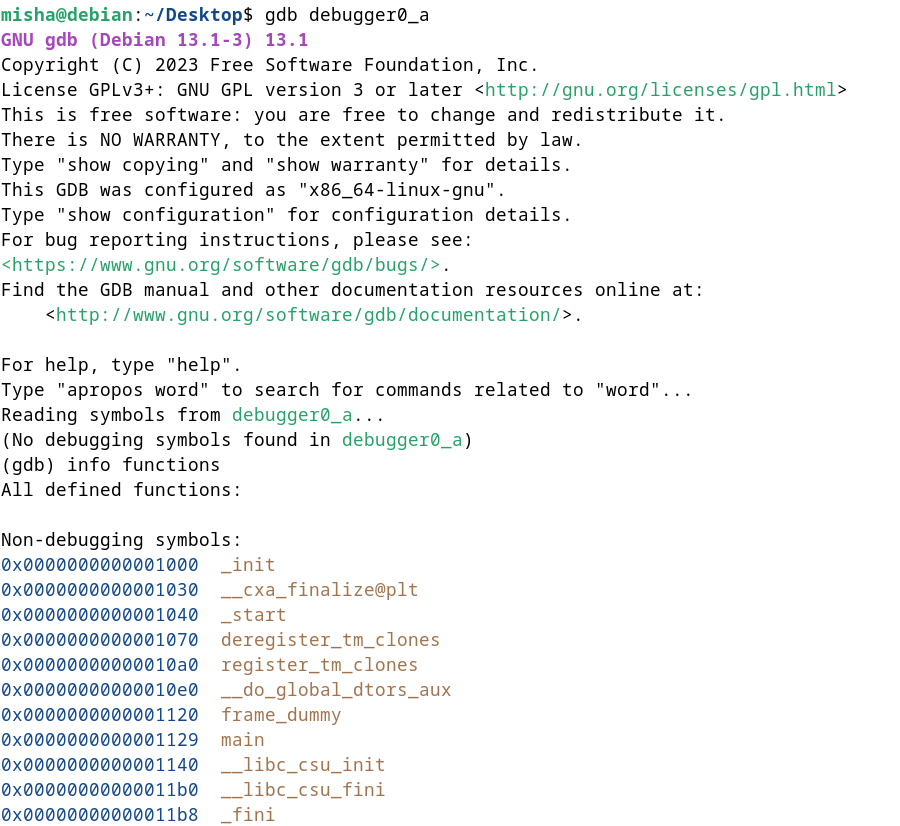 misha@debian:~/Desktop$ gdb debugger0_a
GNU gdb (Debian 13.1-3) 13.1
Copyright (C) 2023 Free Software Foundation, Inc.
License GPLv3+: GNU GPL version 3 or later <http://gnu.org/licenses/gpl.html>
This is free software: you are free to change and redistribute it.
There is NO WARRANTY, to the extent permitted by law.
Type "show copying" and "show warranty" for details.
This GDB was configured as "x86_64-linux-gnu".
Type "show configuration" for configuration details.
For bug reporting instructions, please see:
<https://www.gnu.org/software/gdb/bugs/>.
Find the GDB manual and other documentation resources online at:
    <http://www.gnu.org/software/gdb/documentation/>.

For help, type "help".
Type "apropos word" to search for commands related to "word"...
Reading symbols from debugger0_a...
(No debugging symbols found in debugger0_a)
(gdb) info functions
All defined functions:

Non-debugging symbols:
0x0000000000001000  _init
0x0000000000001030  __cxa_finalize@plt
0x0000000000001040  _start
0x0000000000001070  deregister_tm_clones
0x00000000000010a0  register_tm_clones
0x00000000000010e0  __do_global_dtors_aux
0x0000000000001120  frame_dummy
0x0000000000001129  main
0x0000000000001140  __libc_csu_init
0x00000000000011b0  __libc_csu_fini
0x00000000000011b8  _fini